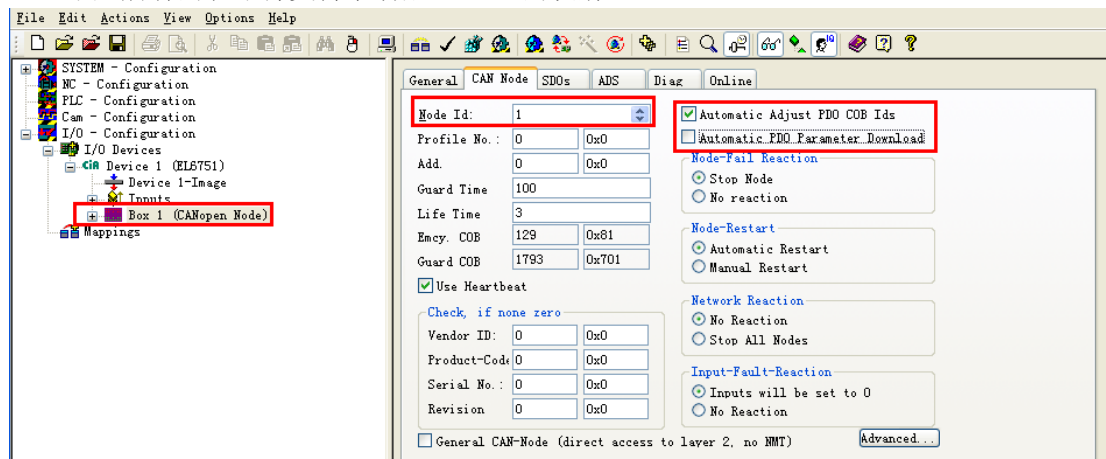 File Edit Actions View Options Help
SYSTEM - Configuration
NC - Configuration
PLC - Configuration
Cam - Configuration
I/O - Configuration
I/O Devices
Device 1 (EL6751)
Device 1-Image
Inputs
Box 1 (CANopen Node)
Mappings
General CAN Node SDOs ADS Diag Online
Node Id: 1
Profile No.: 0 0x0
Add. 0 0x0
Guard Time 100
Life Time 3
Emcy. COB 129 0x81
Guard COB 1793 0x701
Use Heartbeat
Check, if none zero
Vendor ID: 0 0x0
Product-Code 0 0x0
Serial No.: 0 0x0
Revision 0 0x0
General CAN-Node (direct access to layer 2, no NMT)
Automatic Adjust PDO COB Ids
Automatic PDO Parameter Download
Node-Fail Reaction
Stop Node
No reaction
Node-Restart
Automatic Restart
Manual Restart
Network Reaction
No Reaction
Stop All Nodes
Input-Fault-Reaction
Inputs will be set to 0
No Reaction
Advanced...